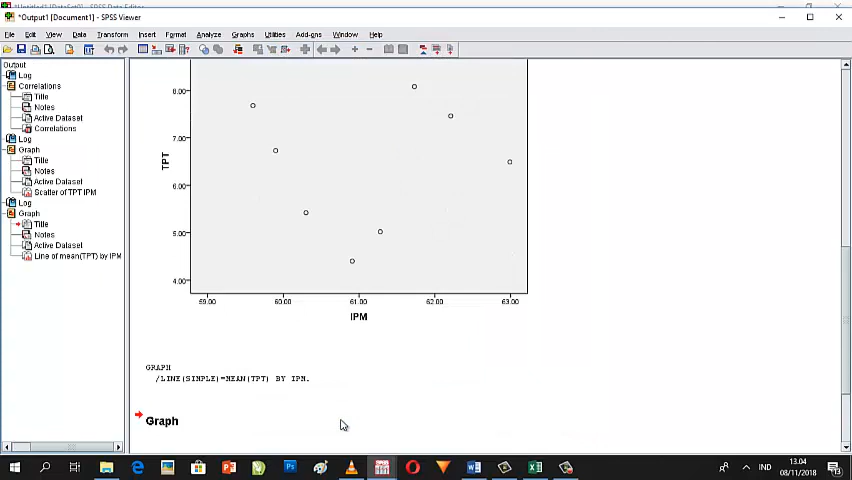 *Output1 [Document1] - SPSS Viewer
File Edit View Data Transform Insert Format Analyze Graphs Utilities Add-ons Window Help
Output
Log
Correlations
Title
Notes
Active Dataset
Correlations
Log
Graph
Title
Notes
Active Dataset
Scatter of TPT IPM
Log
Graph
Title
Notes
Active Dataset
Line of mean(TPT) by IPM
8.00
7.00
6.00
5.00
4.00
TPT
59.00 60.00 61.00 62.00 63.00
IPM
GRAPH
/LINE(SIMPLE)=MEAN(TPT) BY IPM.
Graph
IND
13.04
08/11/2018